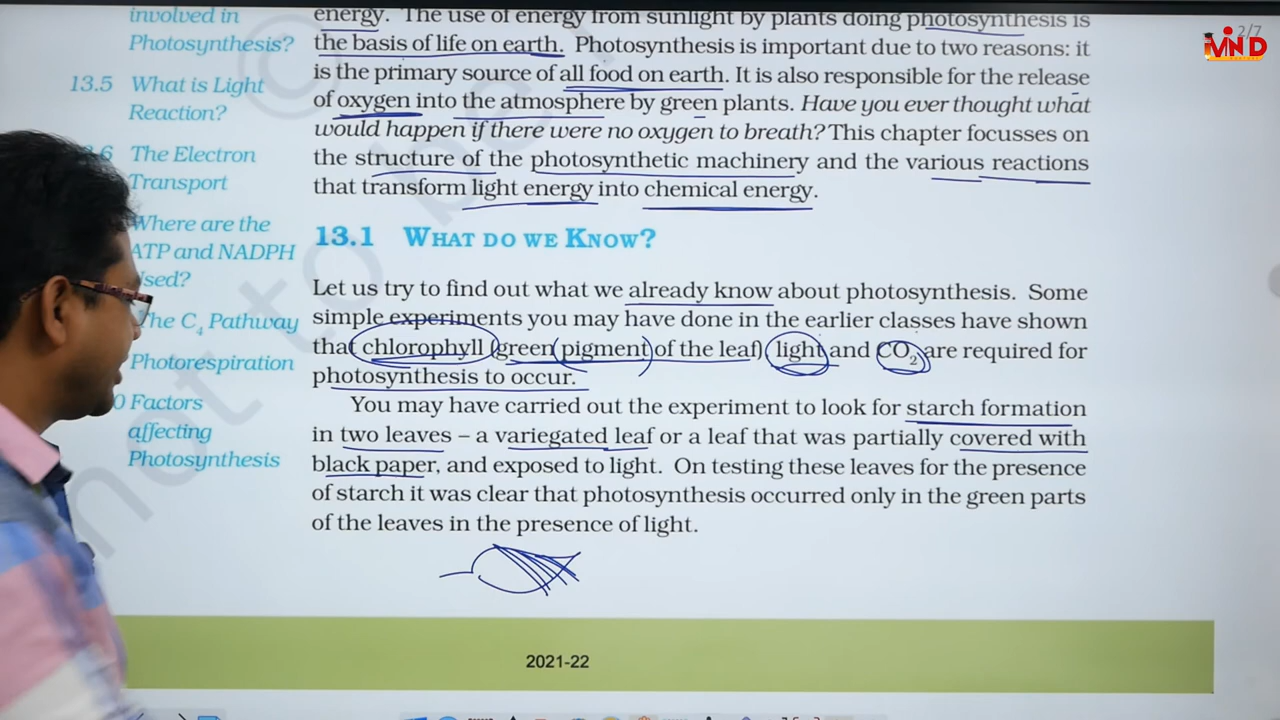 involved in
Photosynthesis?
13.5 What is Light
Reaction?
The Electron
Transport
Where are the
ATP and NADPH
Used?
The C4 Pathway
Photorespiration
0 Factors
affecting
Photosynthesis
energy. The use of energy from sunlight by plants doing photosynthesis is
the basis of life on earth. Photosynthesis is important due to two reasons: it
is the primary source of all food on earth. It is also responsible for the release
of oxygen into the atmosphere by green plants. Have you ever thought what
would happen if there were no oxygen to breath? This chapter focusses on
the structure of the photosynthetic machinery and the various reactions
that transform light energy into chemical energy.
13.1 WHAT DO WE KNOW?
Let us try to find out what we already know about photosynthesis. Some
simple experiments you may have done in the earlier classes have shown
that chlorophyll (green pigment of the leaf) light and CO2 are required for
photosynthesis to occur.
You may have carried out the experiment to look for starch formation
in two leaves – a variegated leaf or a leaf that was partially covered with
black paper, and exposed to light. On testing these leaves for the presence
of starch it was clear that photosynthesis occurred only in the green parts
of the leaves in the presence of light.
2021-22
2/7
MIND
not to be
©